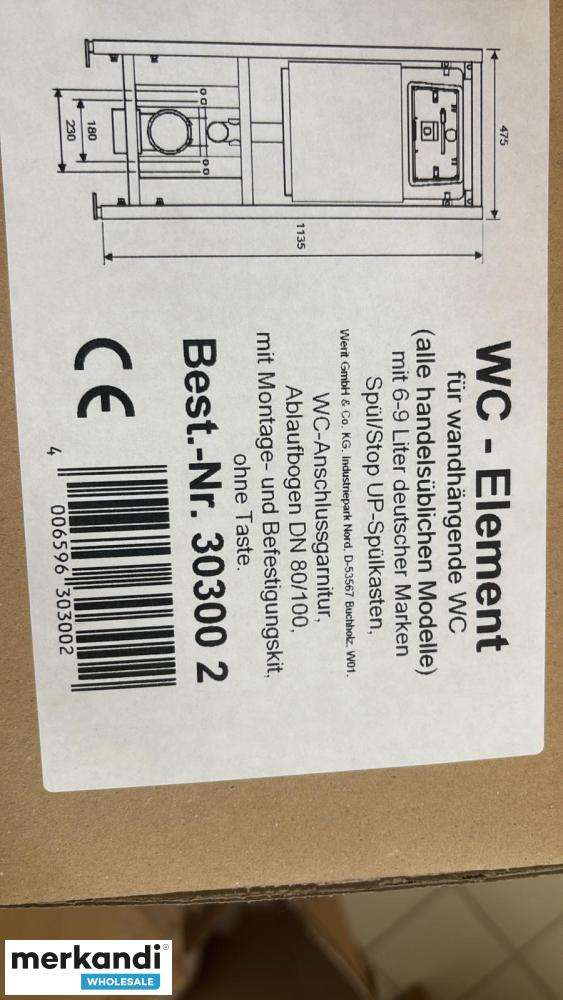 475
1135
180
230
WC - Element
für wandhängende WC
(alle handelsüblichen Modelle)
mit 6-9 Liter deutscher Marken
Spül/Stop UP-Spülkasten,
Werit GmbH & Co. KG. Industriepark Nord, D-53567 Buchholz, W01.
WC-Anschlussgarnitur,
Ablaufbogen DN 80/100,
mit Montage- und Befestigungskit,
ohne Taste.
Best.-Nr. 30300 2
CE
4 006596 303002
merkandi®
WHOLESALE